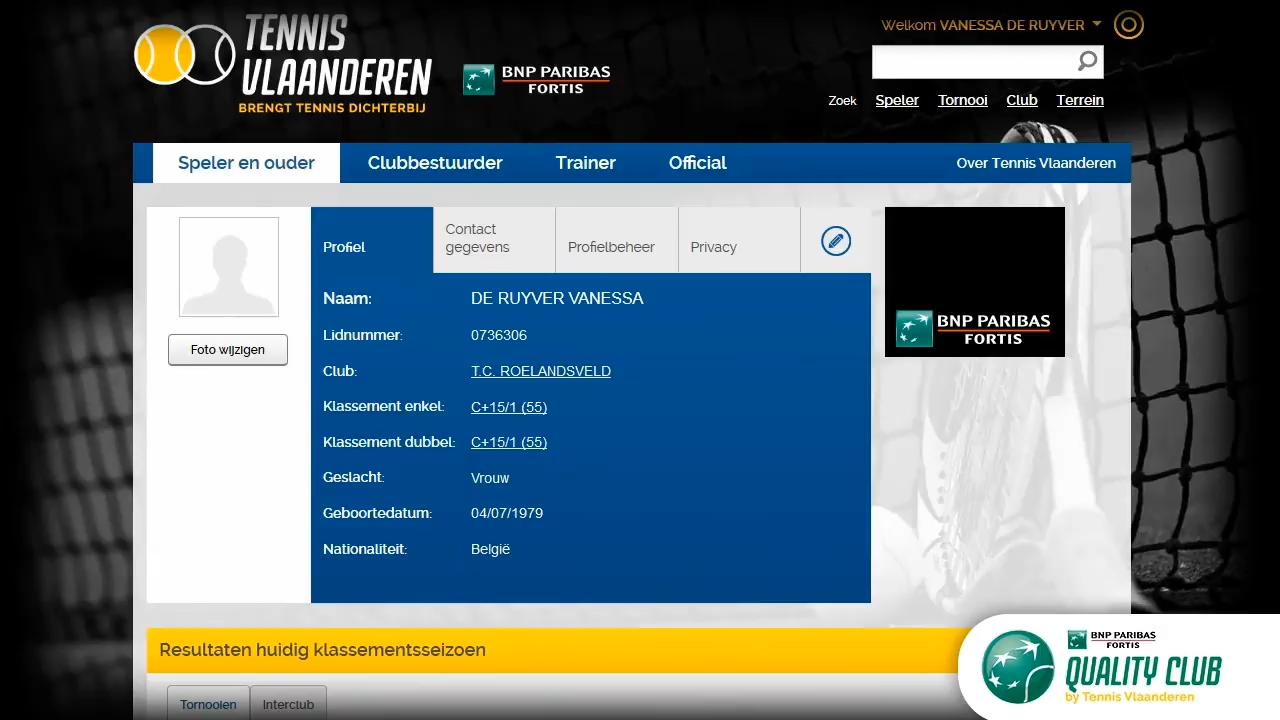 TENNIS
VLAANDEREN
BRENGT TENNIS DICHTERBIJ
BNP PARIBAS
FORTIS
Welkom VANESSA DE RUYVER
Zoek Speler Tornooi Club Terrein
Speler en ouder Clubbestuurder Trainer Official Over Tennis Vlaanderen
Foto wijzigen
Profiel
Contact
gegevens
Profielbeheer
Privacy
Naam: DE RUYVER VANESSA
Lidnummer: 0736306
Club: T.C. ROELANDSVELD
Klassement enkel: C+15/1 (55)
Klassement dubbel: C+15/1 (55)
Geslacht: Vrouw
Geboortedatum: 04/07/1979
Nationaliteit: België
BNP PARIBAS
FORTIS
Resultaten huidig klassementsseizoen
Tornooien Interclub
BNP PARIBAS
FORTIS
QUALITY CLUB
by Tennis Vlaanderen